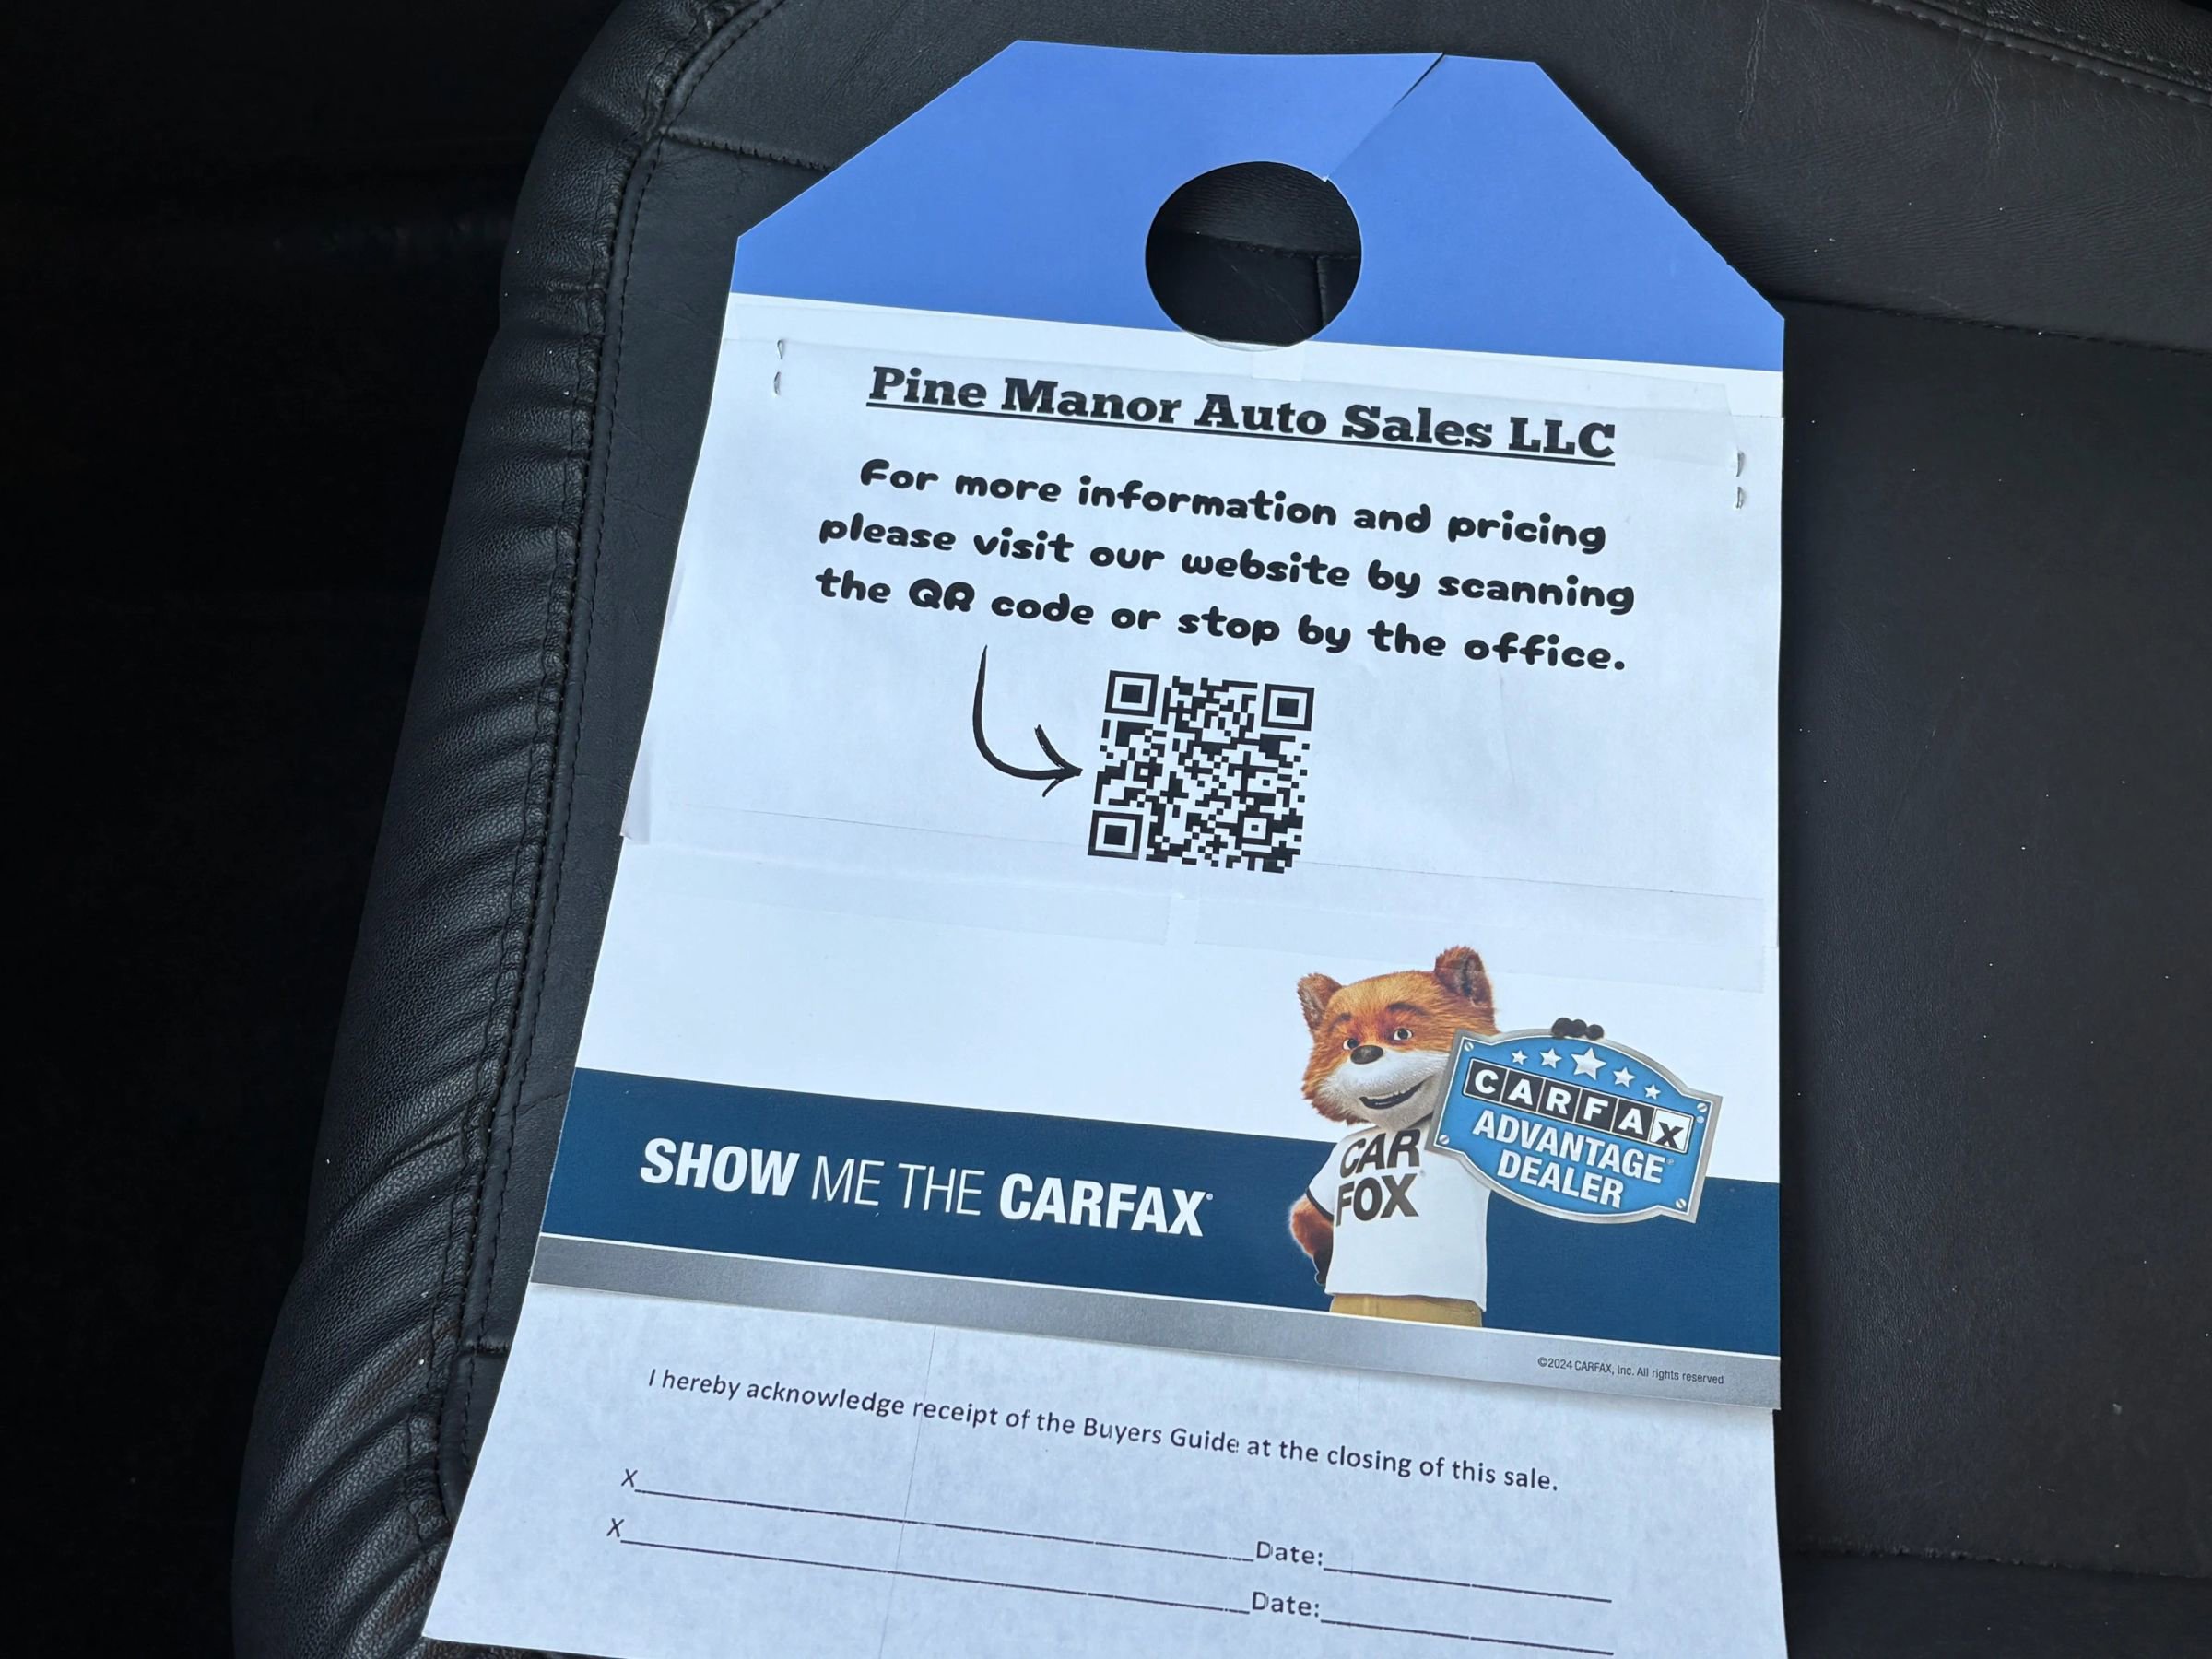 Pine Manor Auto Sales LLC
For more information and pricing
please visit our website by scanning
the QR code or stop by the office.
CARFAX
ADVANTAGE®
DEALER
CAR
FOX
SHOW ME THE CARFAX®
©2024 CARFAX, Inc. All rights reserved
I hereby acknowledge receipt of the Buyers Guide at the closing of this sale.
X Date:
X Date: